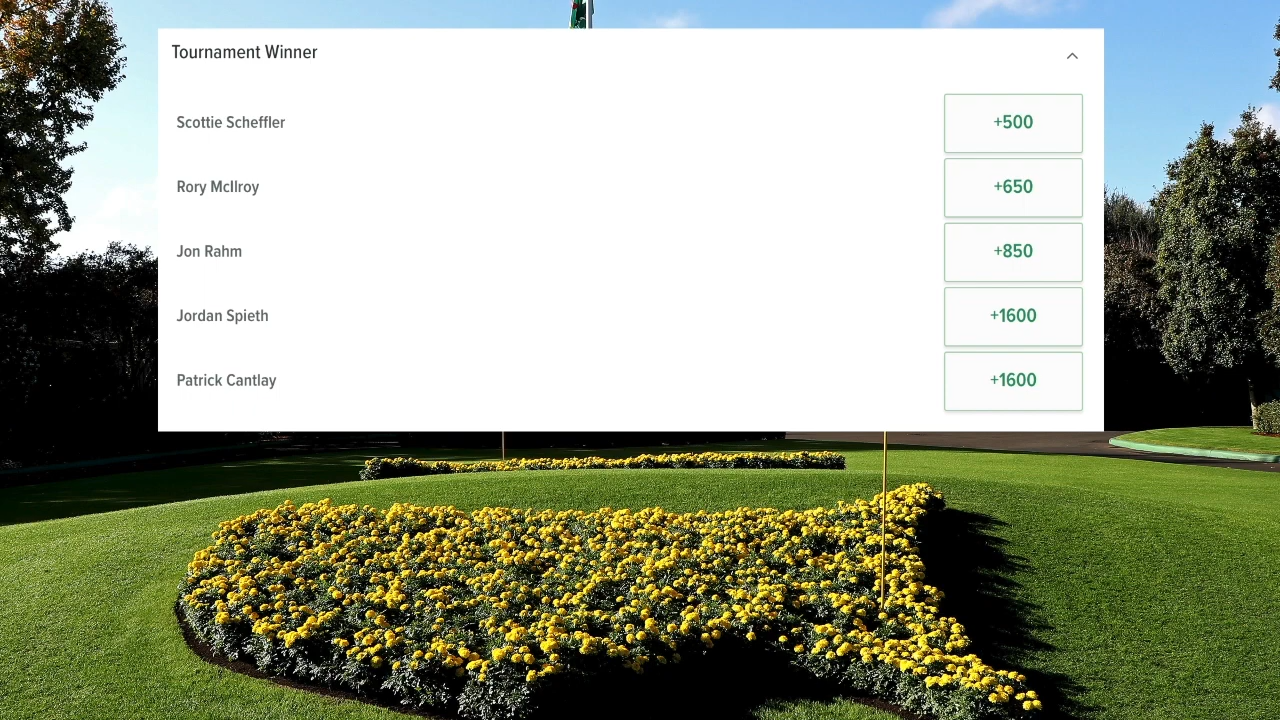 Tournament Winner
Scottie Scheffler +500
Rory McIlroy +650
Jon Rahm +850
Jordan Spieth +1600
Patrick Cantlay +1600